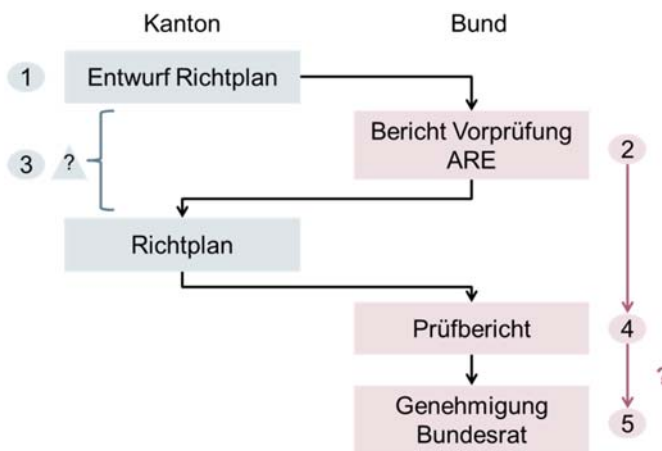 Kanton
Bund
1
Entwurf Richtplan
Bericht Vorprüfung
ARE
2
3
?
Richtplan
Prüfbericht
4
Genehmigung
Bundesrat
5